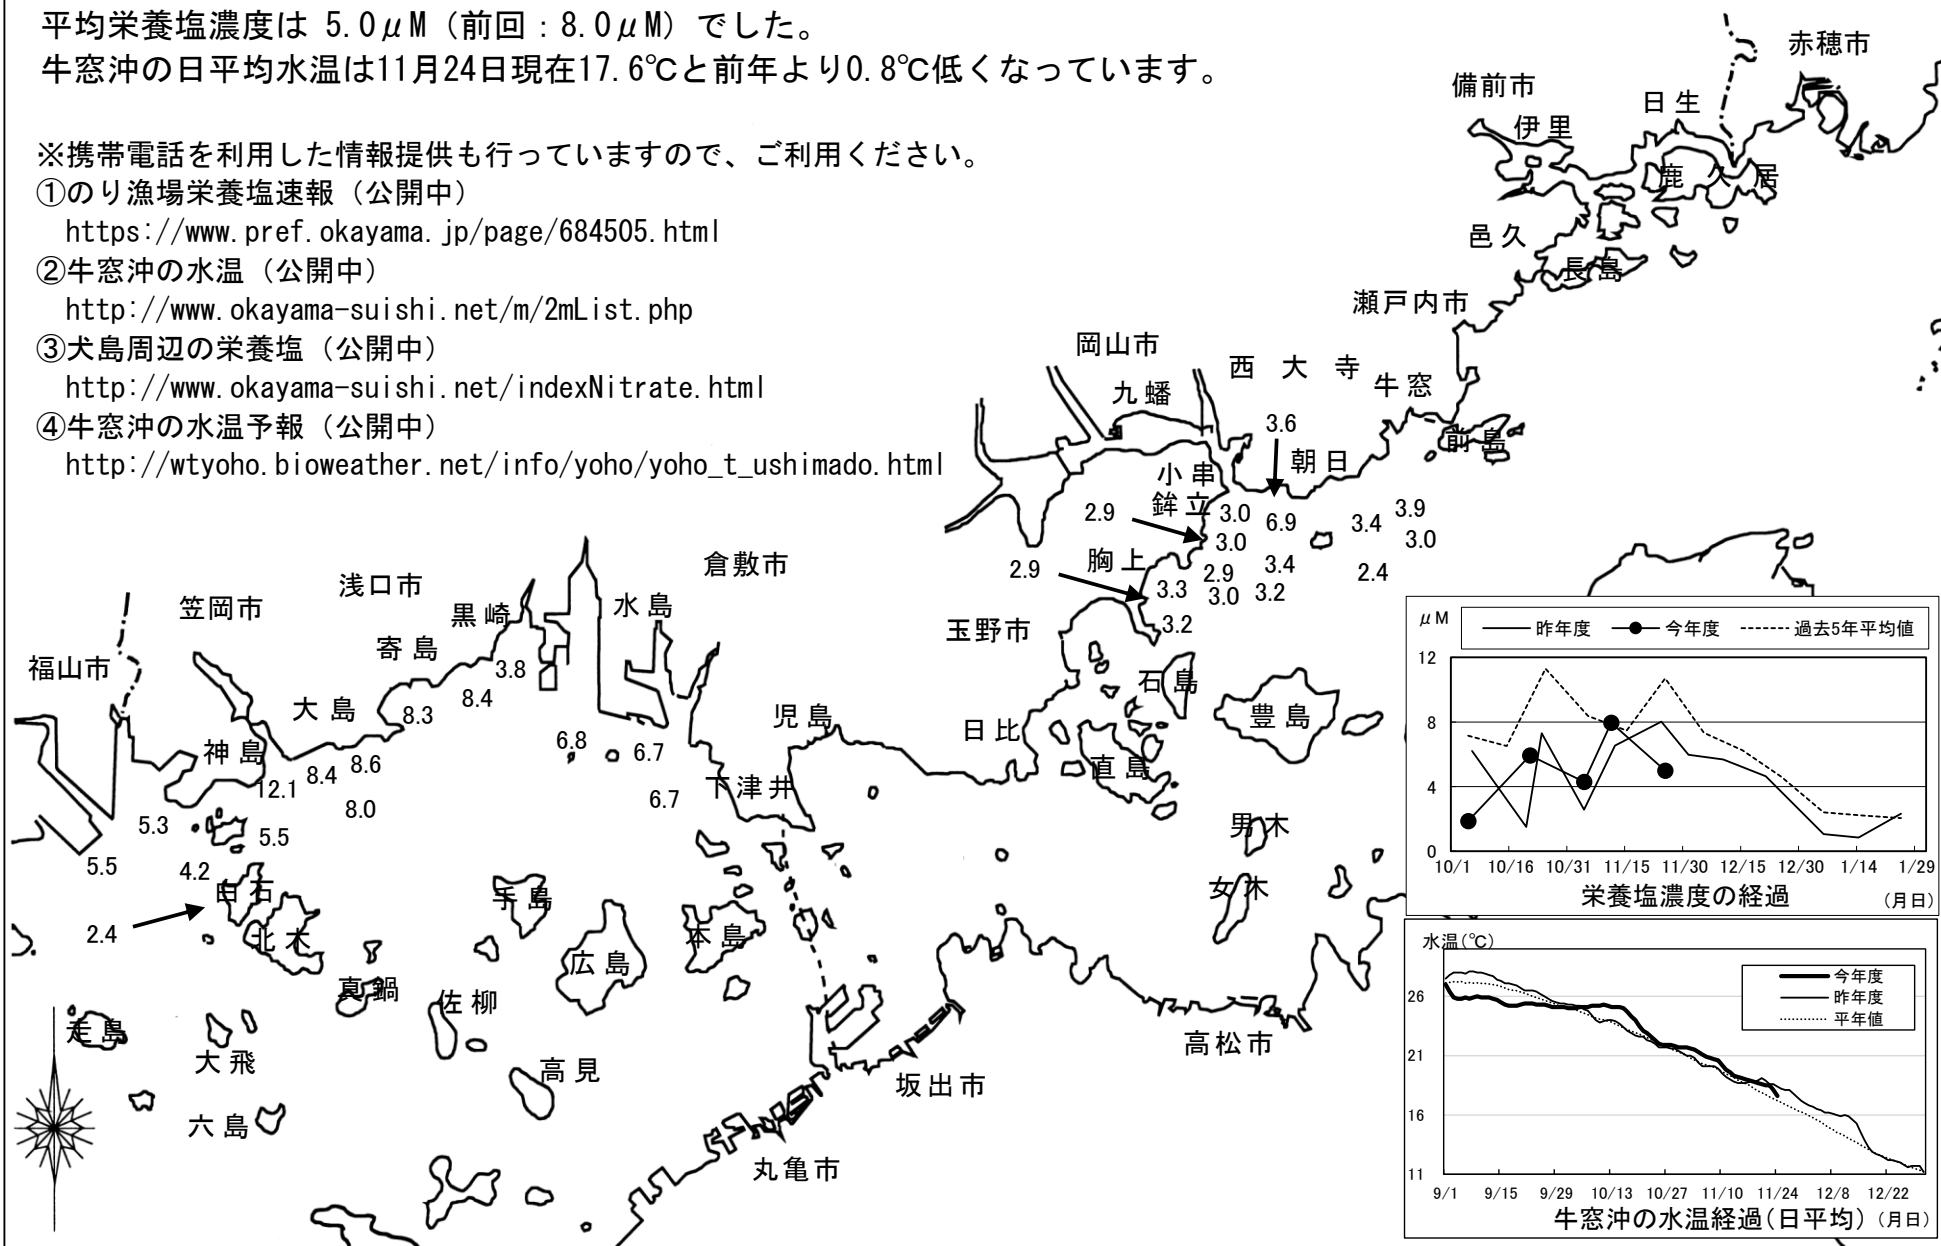 平均栄養塩濃度は 5.0μM（前回：8.0μM）でした。
牛窓沖の日平均水温は11月24日現在17.6℃と前年より0.8℃低くなっています。
※携帯電話を利用した情報提供も行っていますので、ご利用ください。
①のり漁場栄養塩速報（公開中）
https://www.pref.okayama.jp/page/684505.html
②牛窓沖の水温（公開中）
http://www.okayama-suishi.net/m/2mList.php
③犬島周辺の栄養塩（公開中）
http://www.okayama-suishi.net/indexNitrate.html
④牛窓沖の水温予報（公開中）
http://wtyoho.bioweather.net/info/yoho/yoho_t_ushimado.html
赤穂市
備前市
日生
伊里
鹿久居
邑久
長島
瀬戸内市
岡山市
西大寺
牛窓
九蟠
前島
3.6
朝日
小串
鉾立
2.9
3.0
6.9
3.4
3.9
3.0
3.0
胸上
2.9
2.9
3.4
2.4
3.3
3.0
3.2
3.2
倉敷市
浅口市
笠岡市
黒崎
水島
玉野市
寄島
福山市
3.8
石島
8.4
大島
8.3
児島
日比
豊島
神島
6.8
6.7
8.6
8.4
直島
12.1
下津井
6.7
8.0
5.3
5.5
男木
5.5
4.2
白石
手島
女木
2.4
北木
本島
広島
真鍋
佐柳
走島
大飛
高松市
高見
坂出市
六島
丸亀市
μM
昨年度 今年度 過去5年平均値
12
8
4
0
10/1 10/16 10/31 11/15 11/30 12/15 12/30 1/14 1/29
栄養塩濃度の経過 (月日)
水温(℃)
今年度
昨年度
平年値
26
21
16
11
9/1 9/15 9/29 10/13 10/27 11/10 11/24 12/8 12/22
牛窓沖の水温経過(日平均) (月日)